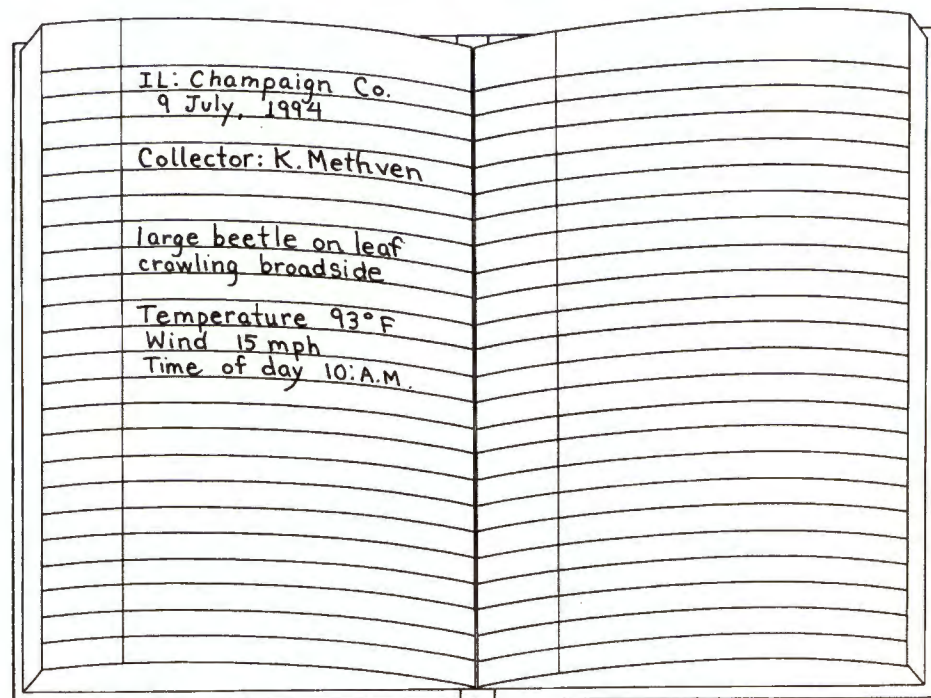 IL: Champaign Co.
9 July, 1994
Collector: K. Methven
large beetle on leaf
crawling broadside
Temperature 93°F
Wind 15 mph
Time of day 10:A.M.